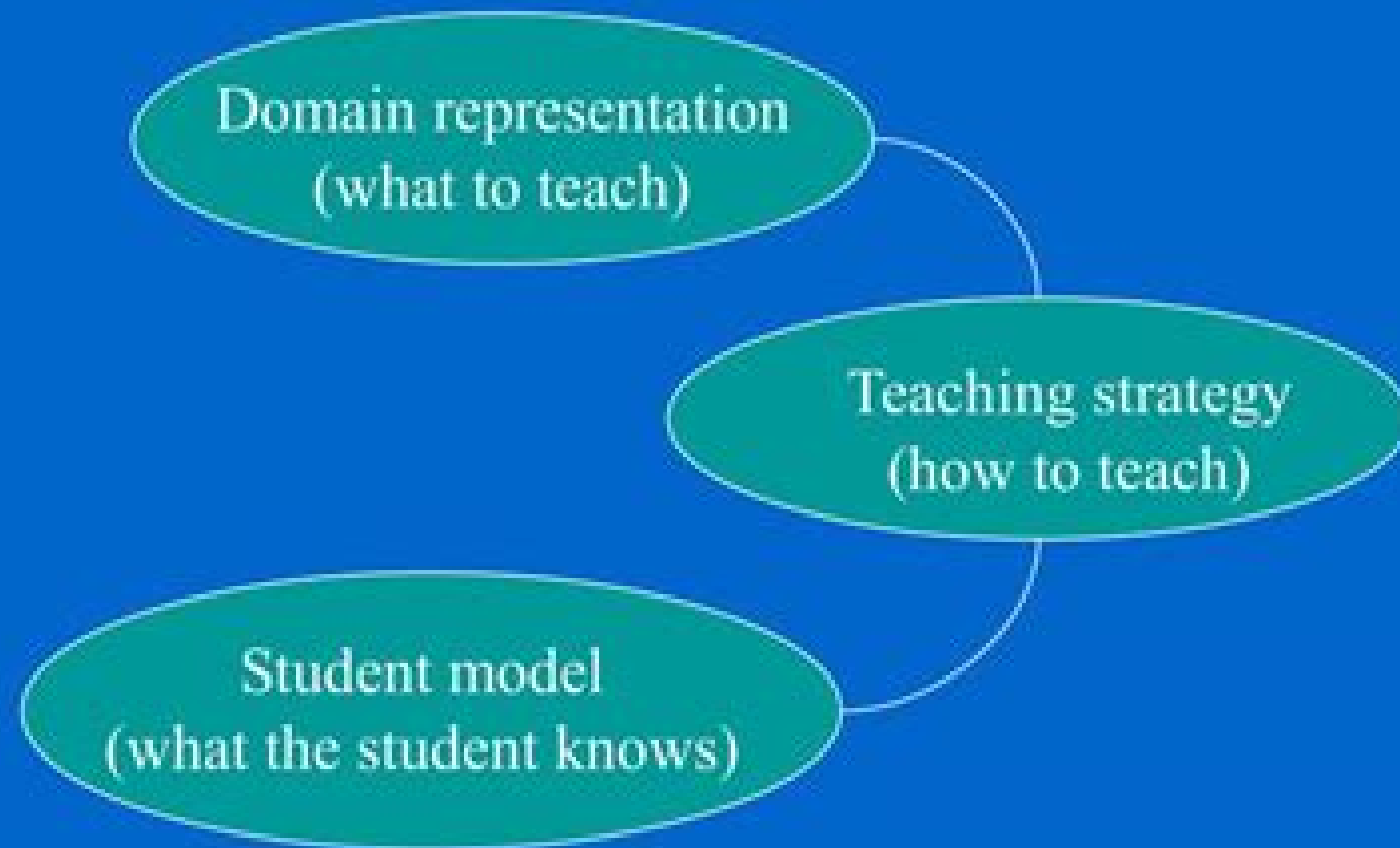 Domain representation
(what to teach)
Teaching strategy
(how to teach)
Student model
(what the student knows)